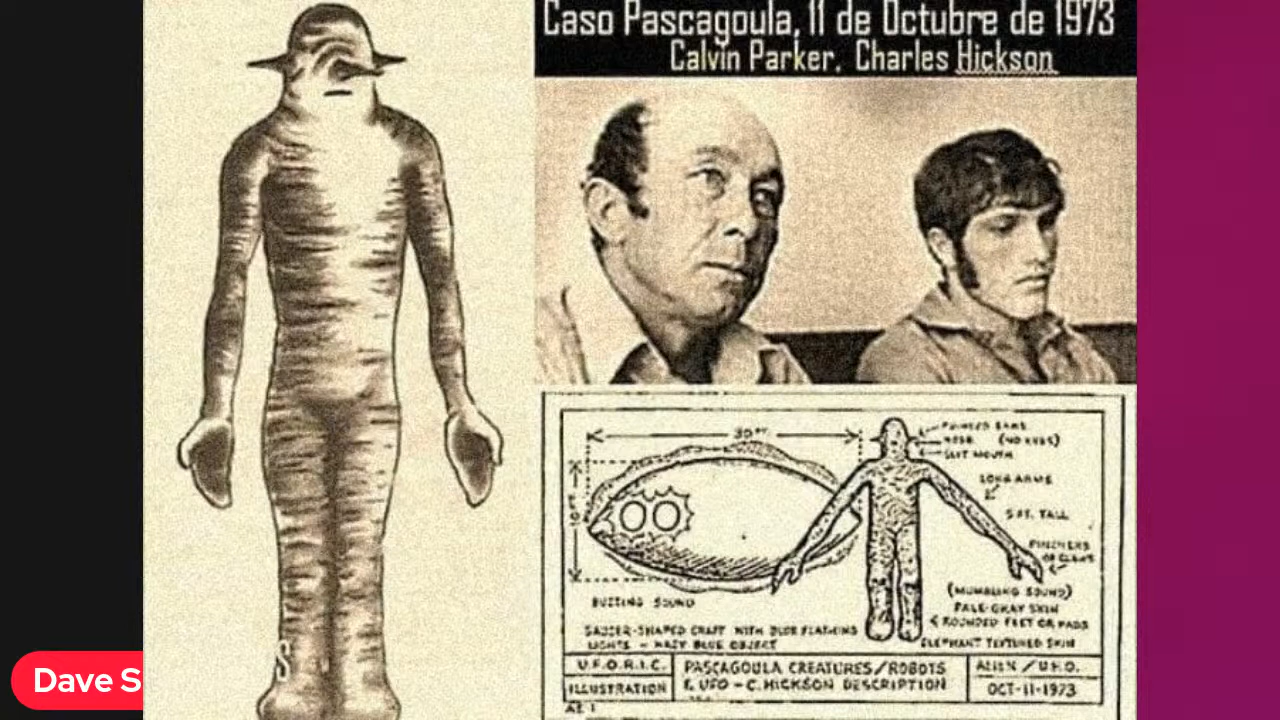 Caso Pascagoula, 11 de Octubre de 1973
Calvin Parker, Charles Hickson
30 FT.
POINTED EARS
NOSE (NO EYES)
SLIT MOUTH
LONG ARMS
10 FT.
5 FT. TALL
PINCHERS
OR CLAWS
(MUMBLING SOUND)
BUZZING SOUND
PALE-GRAY SKIN
ROUNDED FEET OR PADS
SAUCER-SHAPED CRAFT WITH BLUE FLASHING
LIGHTS - HAZY BLUE OBJECT
ELEPHANT TEXTURED SKIN
U.F.O.R.I.C.
ILLUSTRATION
PASCAGOULA CREATURES/ROBOTS
& UFO - C. HICKSON DESCRIPTION
ALIEN / U.F.O.
OCT-11-1973
Dave S